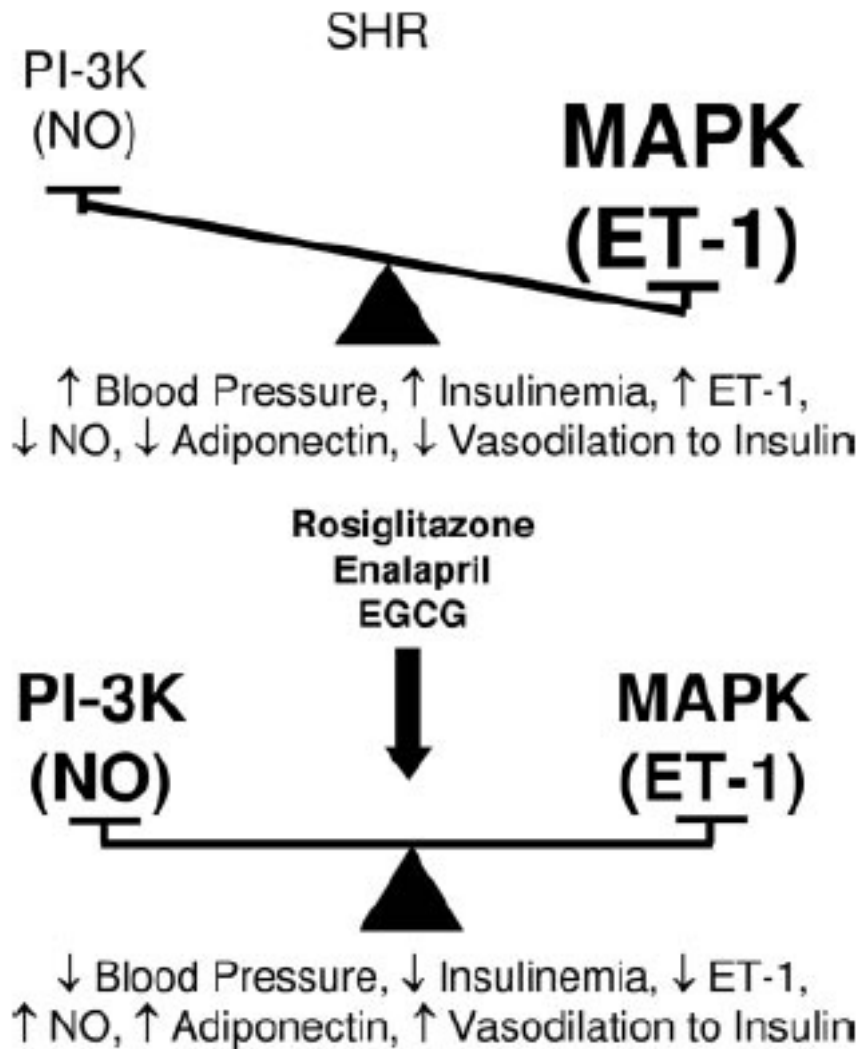 SHR
PI-3K
(NO)
MAPK
(ET-1)
↑ Blood Pressure, ↑ Insulinemia, ↑ ET-1,
↓ NO, ↓ Adiponectin, ↓ Vasodilation to Insulin
Rosiglitazone
Enalapril
EGCG
PI-3K
(NO)
MAPK
(ET-1)
↓ Blood Pressure, ↓ Insulinemia, ↓ ET-1,
↑ NO, ↑ Adiponectin, ↑ Vasodilation to Insulin